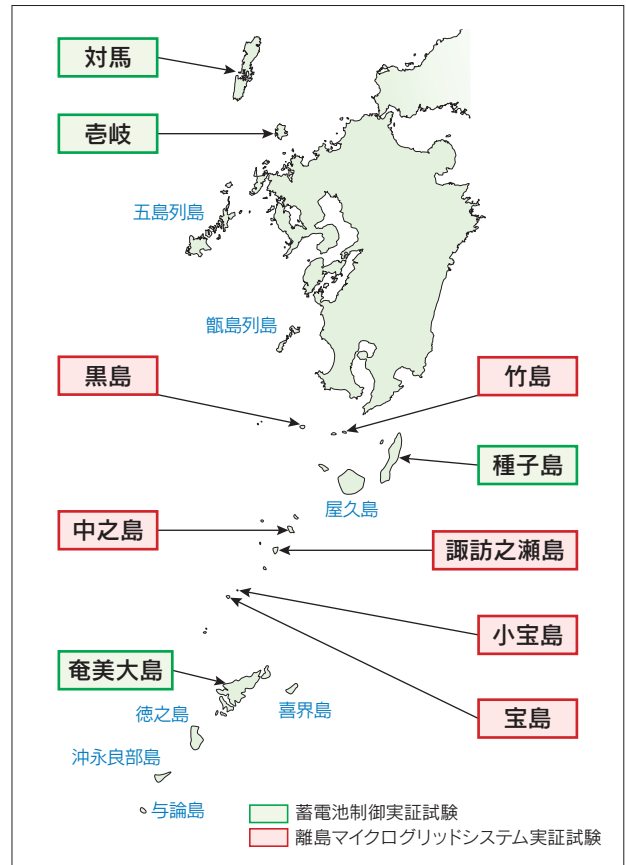 対馬
壱岐
五島列島
甑島列島
黒島
竹島
種子島
屋久島
中之島
諏訪之瀬島
小宝島
奄美大島
宝島
喜界島
徳之島
沖永良部島
与論島
蓄電池制御実証試験
離島マイクログリッドシステム実証試験